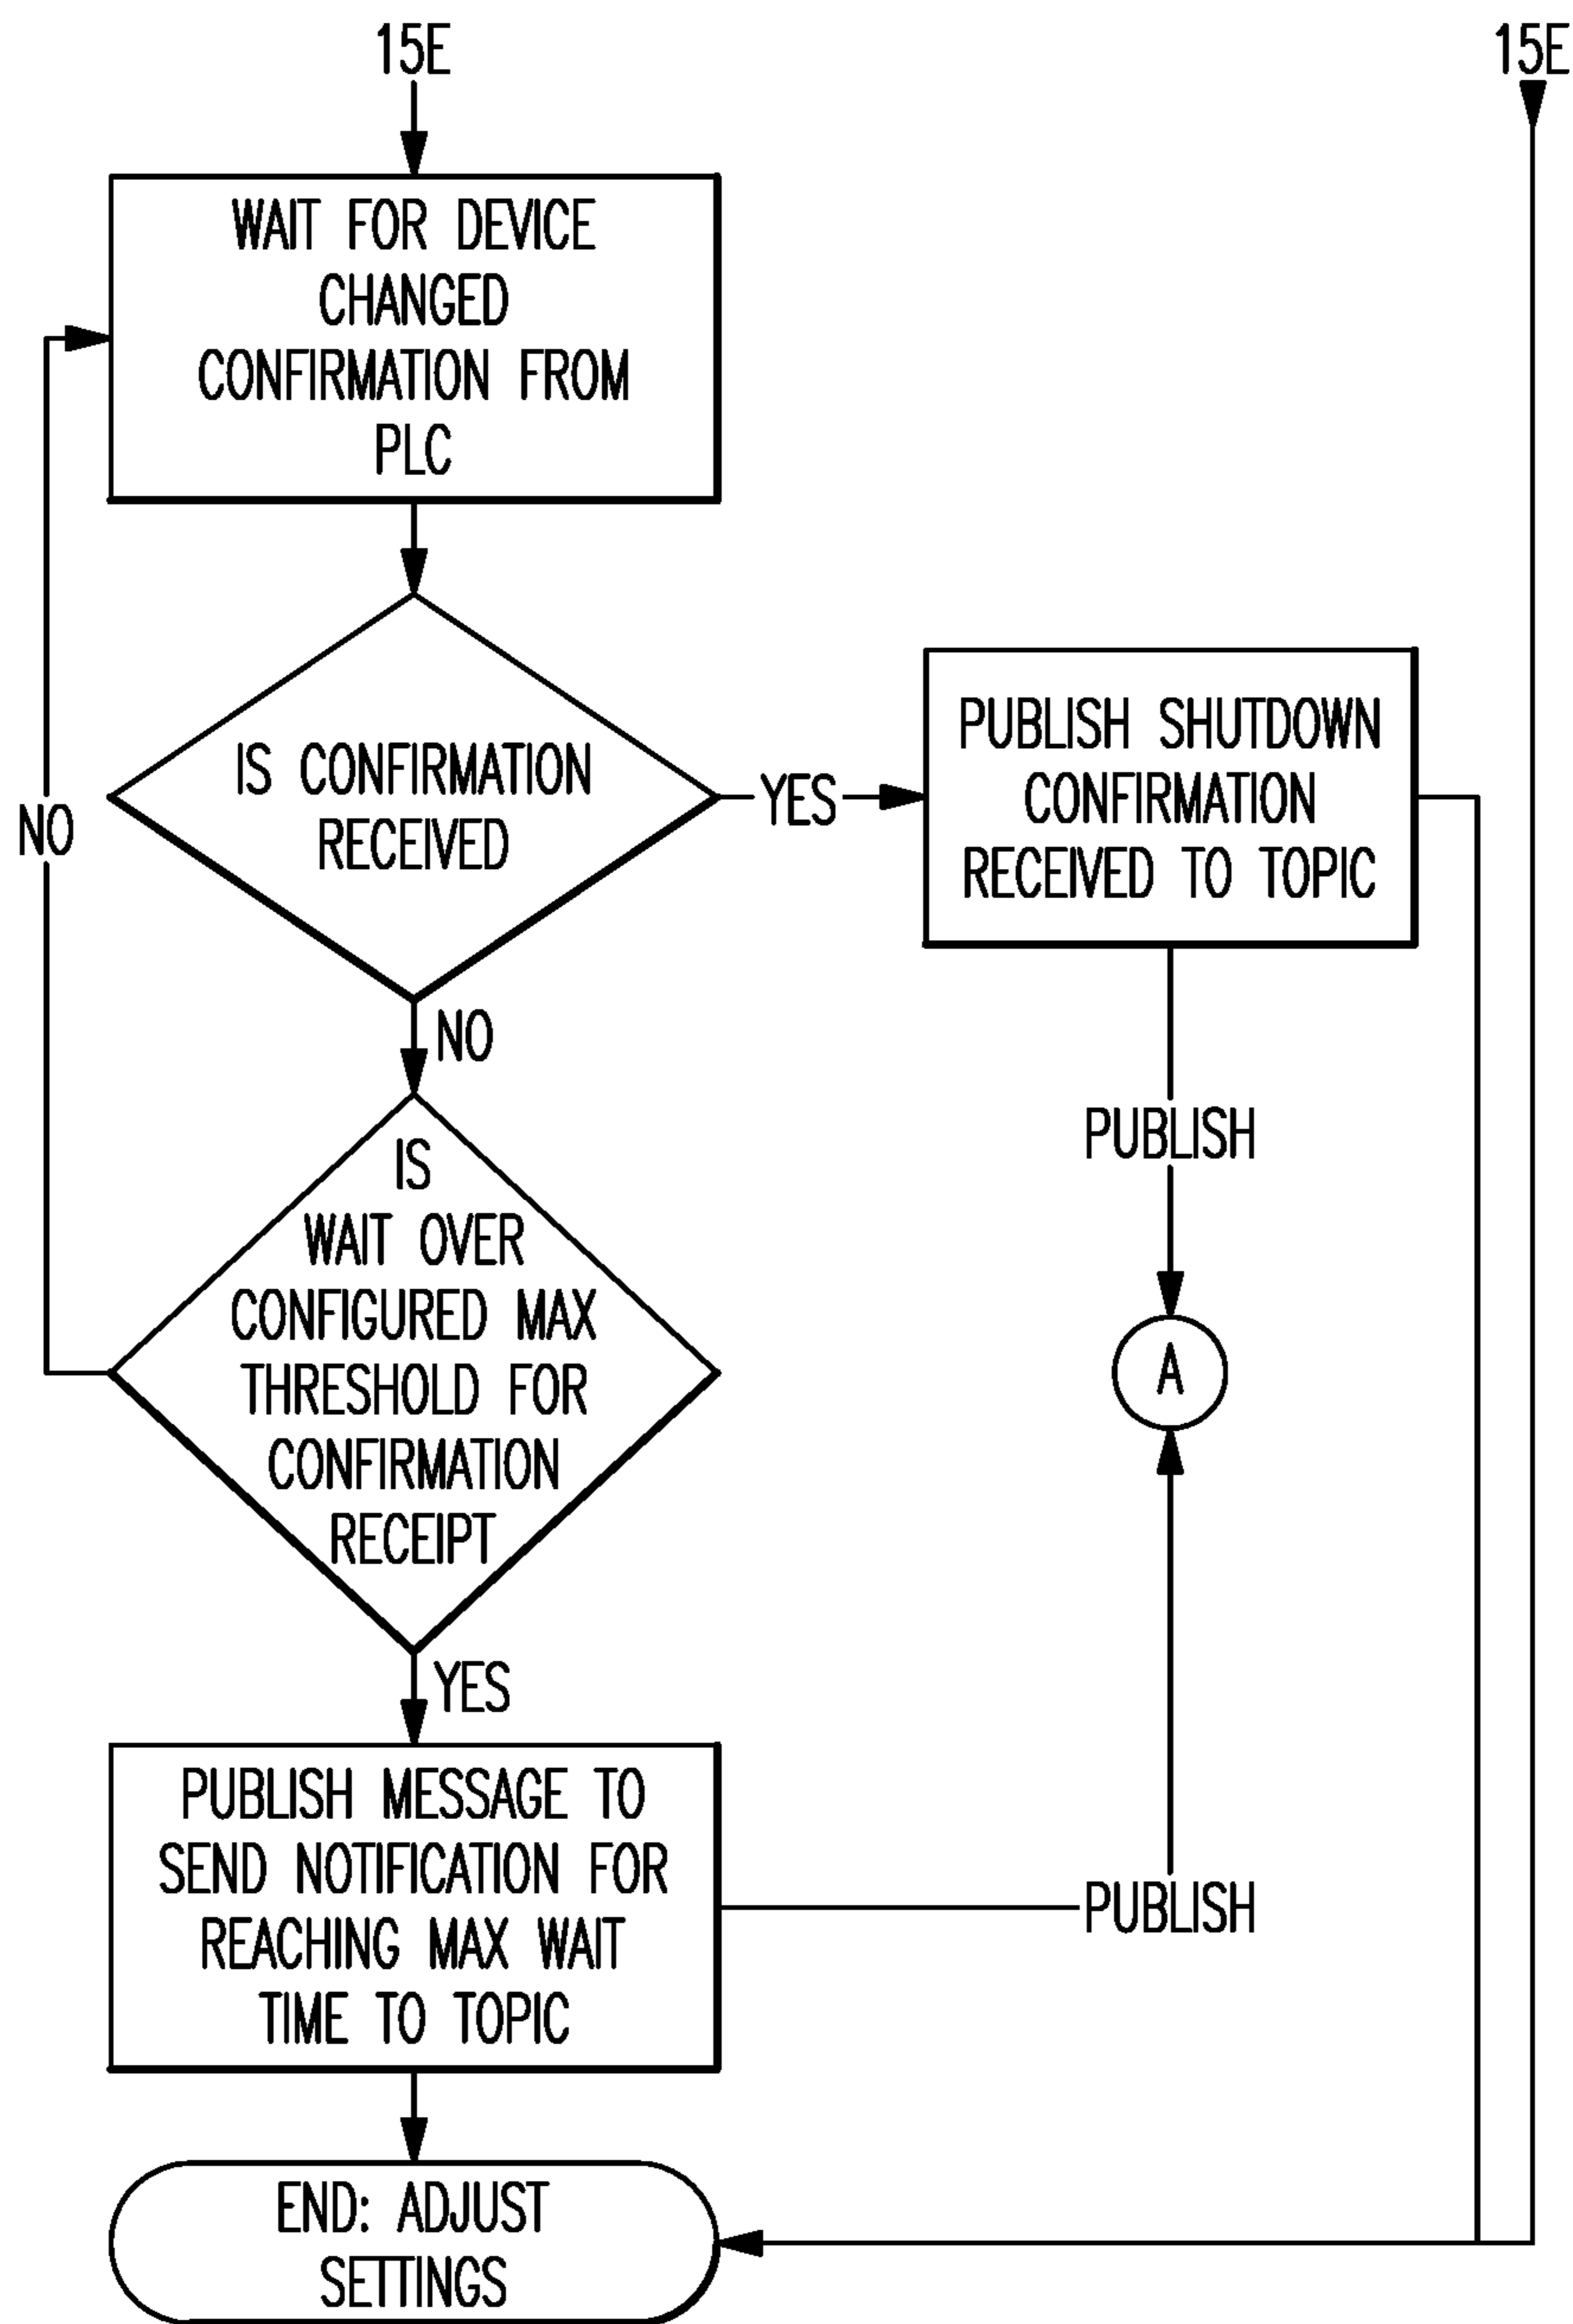 15E
15E
WAIT FOR DEVICE
CHANGED
CONFIRMATION FROM
PLC
IS CONFIRMATION
RECEIVED
YES
PUBLISH SHUTDOWN
CONFIRMATION
RECEIVED TO TOPIC
NO
NO
PUBLISH
IS
WAIT OVER
CONFIGURED MAX
THRESHOLD FOR
CONFIRMATION
RECEIPT
A
YES
PUBLISH MESSAGE TO
SEND NOTIFICATION FOR
REACHING MAX WAIT
TIME TO TOPIC
PUBLISH
END: ADJUST
SETTINGS